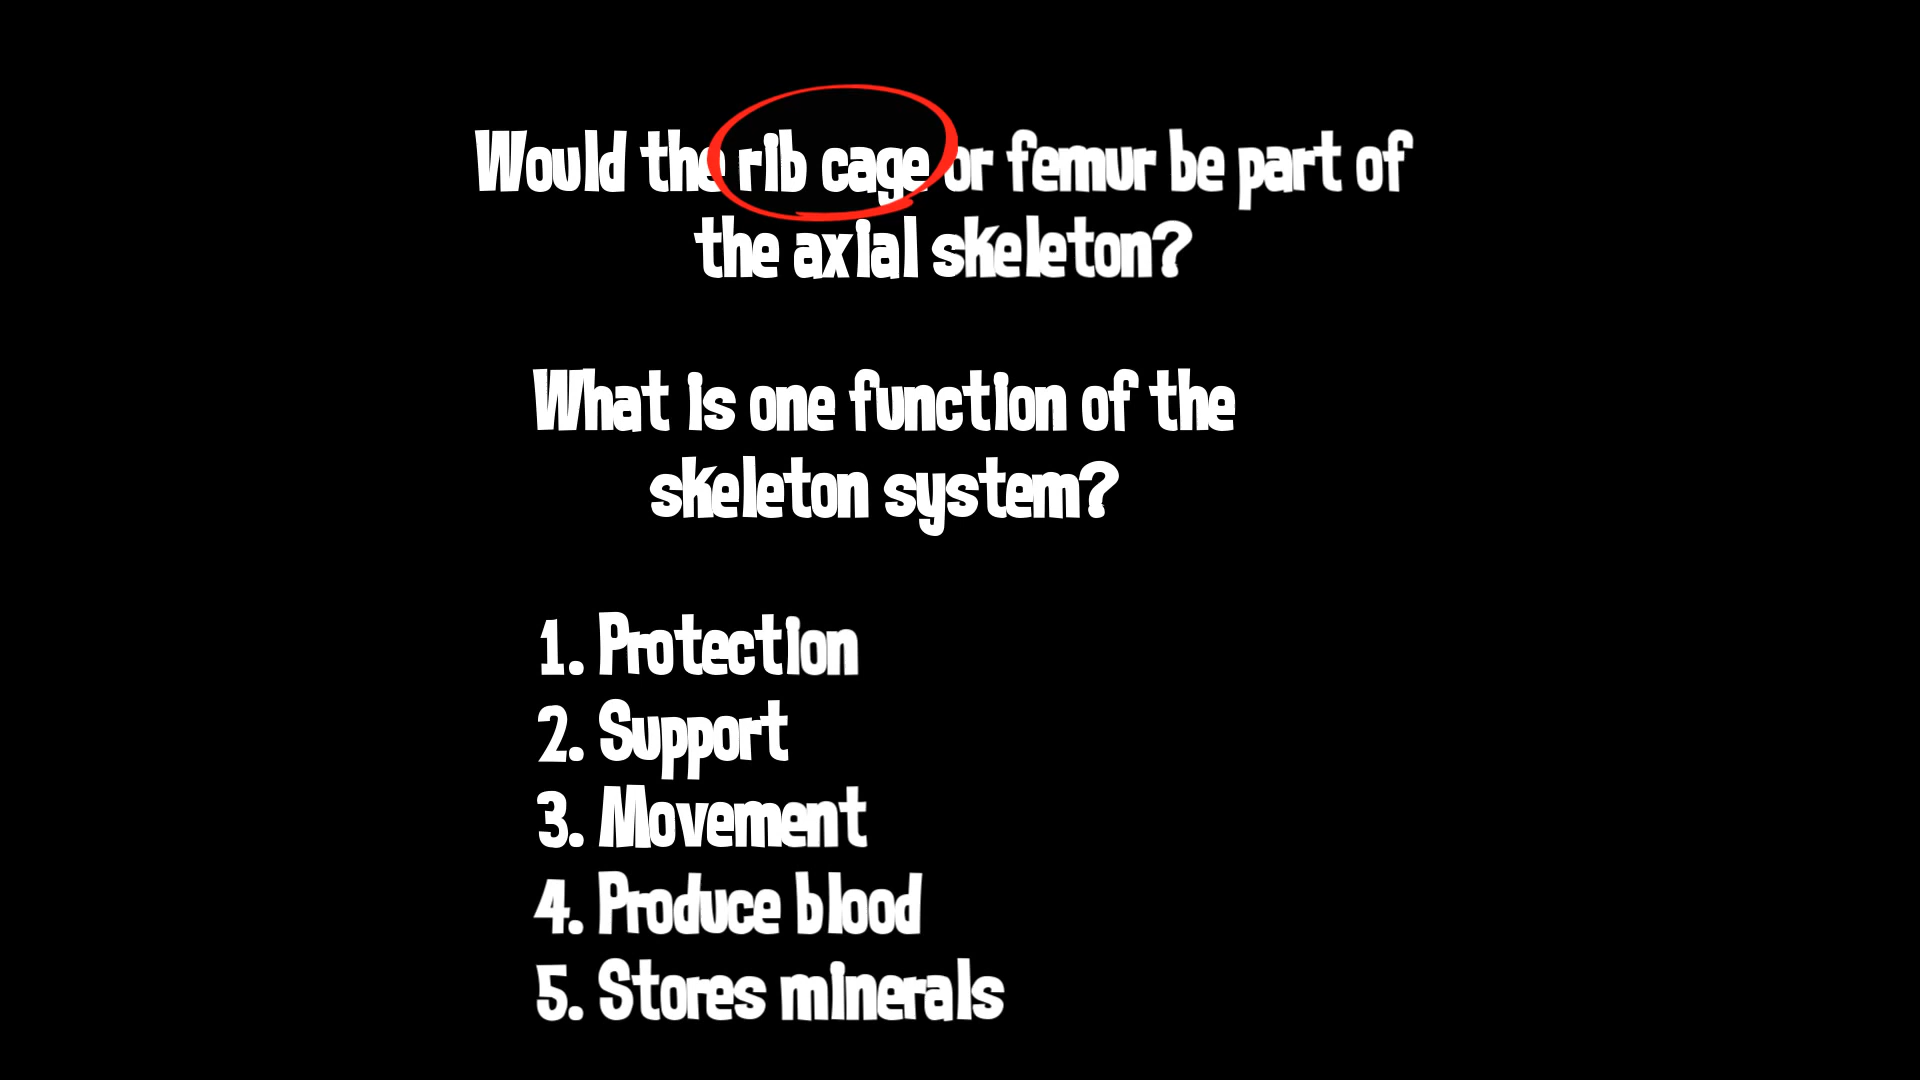 Would the rib cage or femur be part of
the axial skeleton?
What is one function of the
skeleton system?
1. Protection
2. Support
3. Movement
4. Produce blood
5. Stores minerals